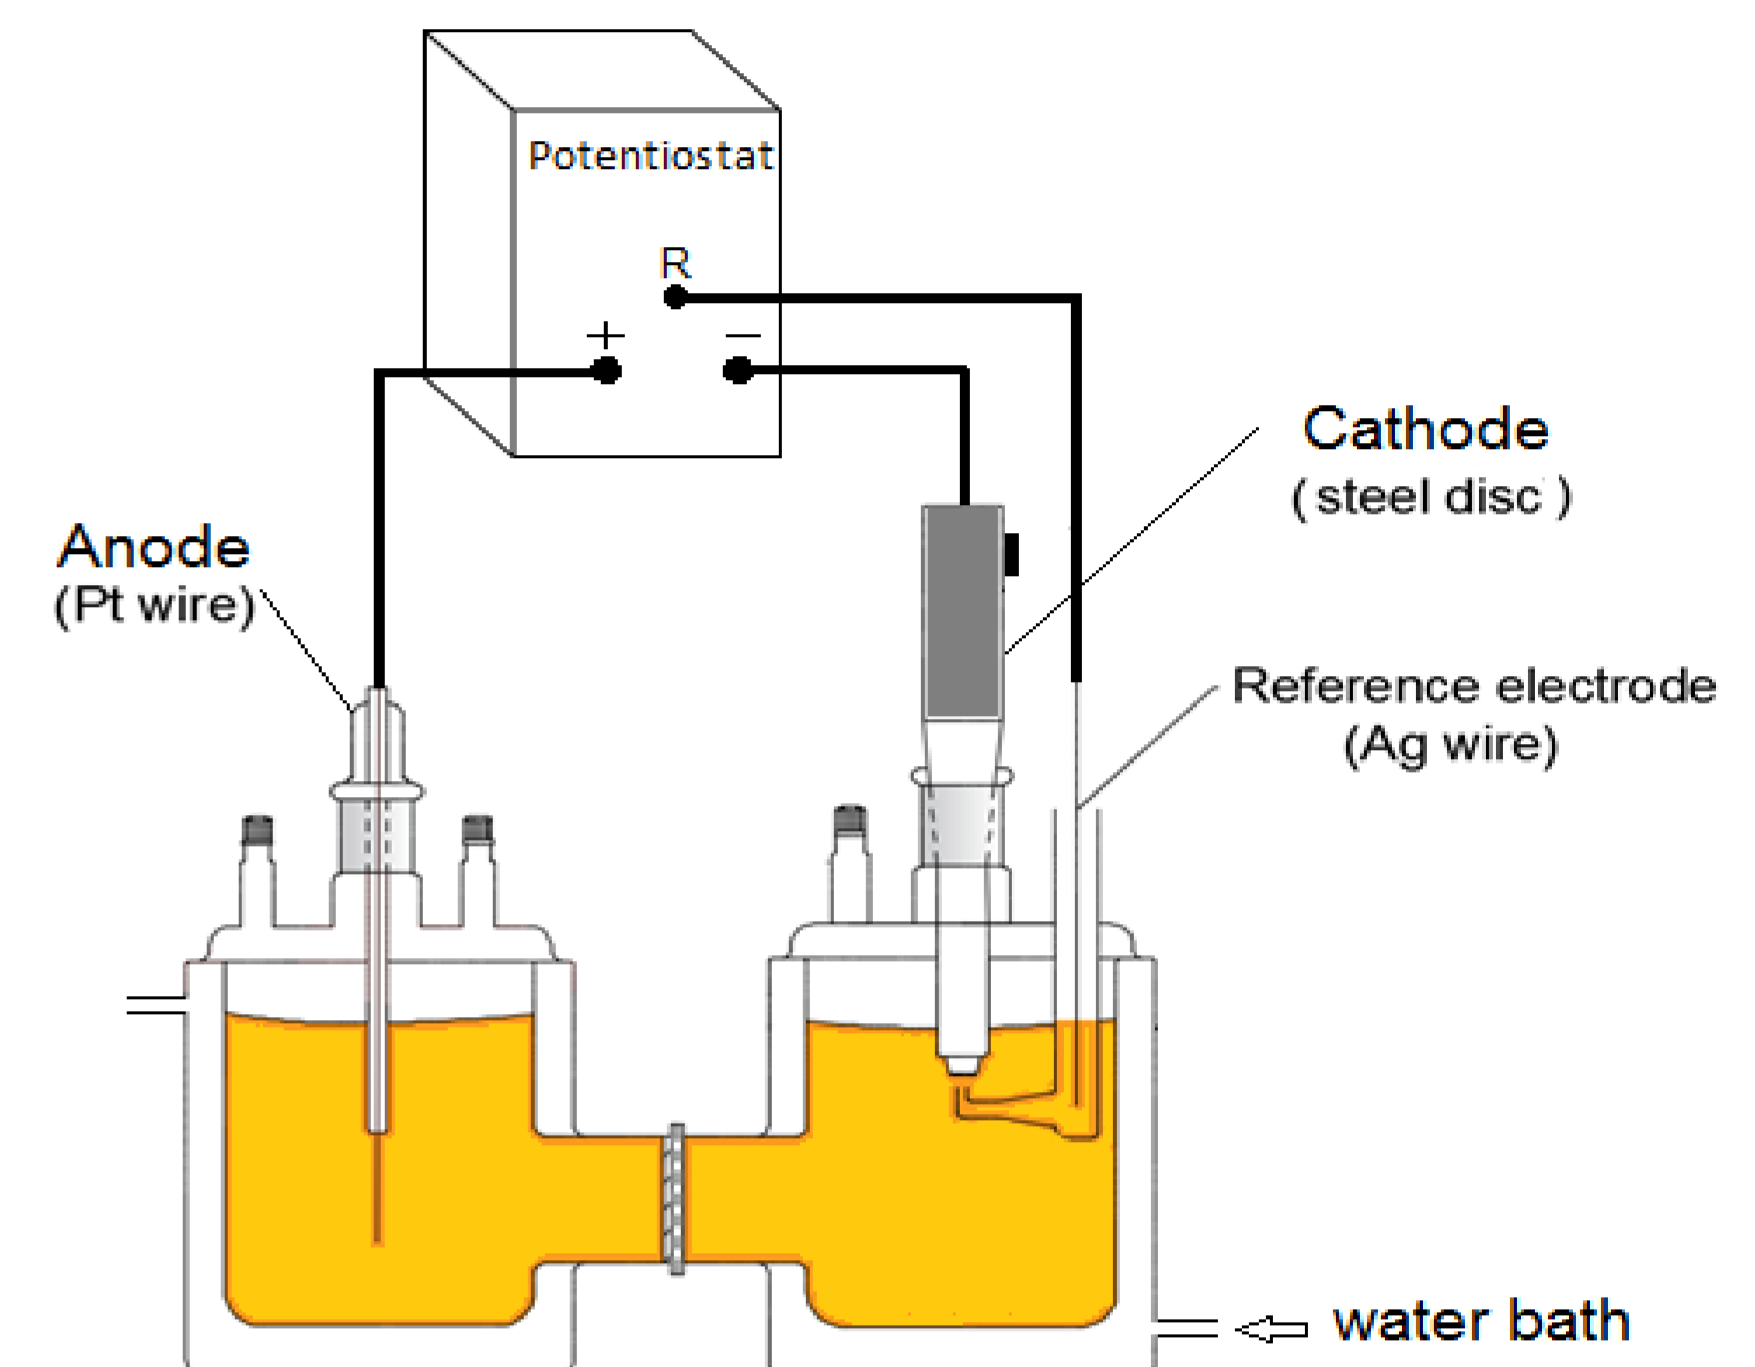 Potentiostat
R
+ —
Cathode
( steel disc )
Anode
(Pt wire)
Reference electrode
(Ag wire)
water bath